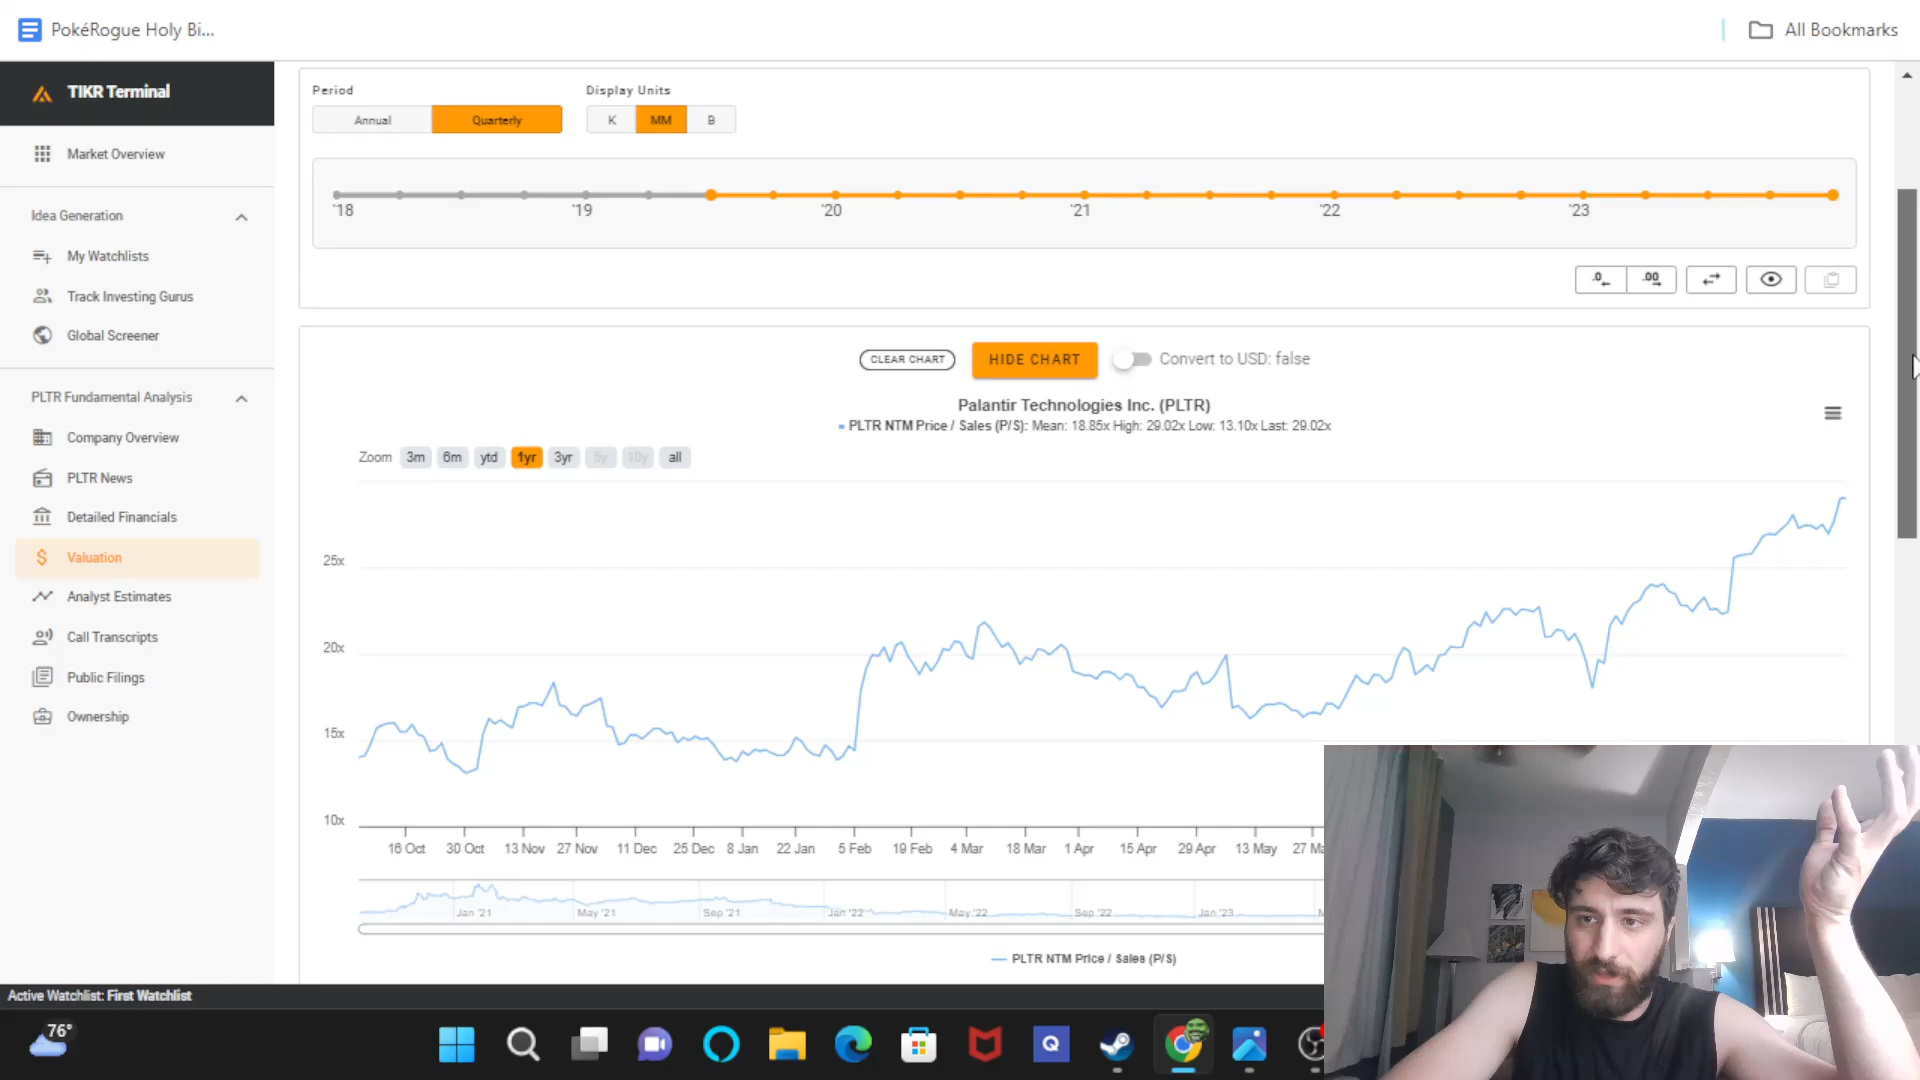 PokéRogue Holy Bi...
All Bookmarks
TIKR Terminal
Market Overview
Idea Generation
My Watchlists
Track Investing Gurus
Global Screener
PLTR Fundamental Analysis
Company Overview
PLTR News
Detailed Financials
Valuation
Analyst Estimates
Call Transcripts
Public Filings
Ownership
Period
Display Units
Annual
Quarterly
K
MM
B
'18
'19
'20
'21
'22
'23
.0
.00
CLEAR CHART
HIDE CHART
Convert to USD: false
Palantir Technologies Inc. (PLTR)
PLTR NTM Price / Sales (P/S): Mean: 18.85x High: 29.02x Low: 13.10x Last: 29.02x
Zoom 3m 6m ytd 1yr 3yr 5y 10y all
25x
20x
15x
10x
16 Oct 30 Oct 13 Nov 27 Nov 11 Dec 25 Dec 8 Jan 22 Jan 5 Feb 19 Feb 4 Mar 18 Mar 1 Apr 15 Apr 29 Apr 13 May 27 Ma
Jan '21 May '21 Sep '21 Jan '22 May '22 Sep '22 Jan '23
PLTR NTM Price / Sales (P/S)
Active Watchlist: First Watchlist
76°
Q